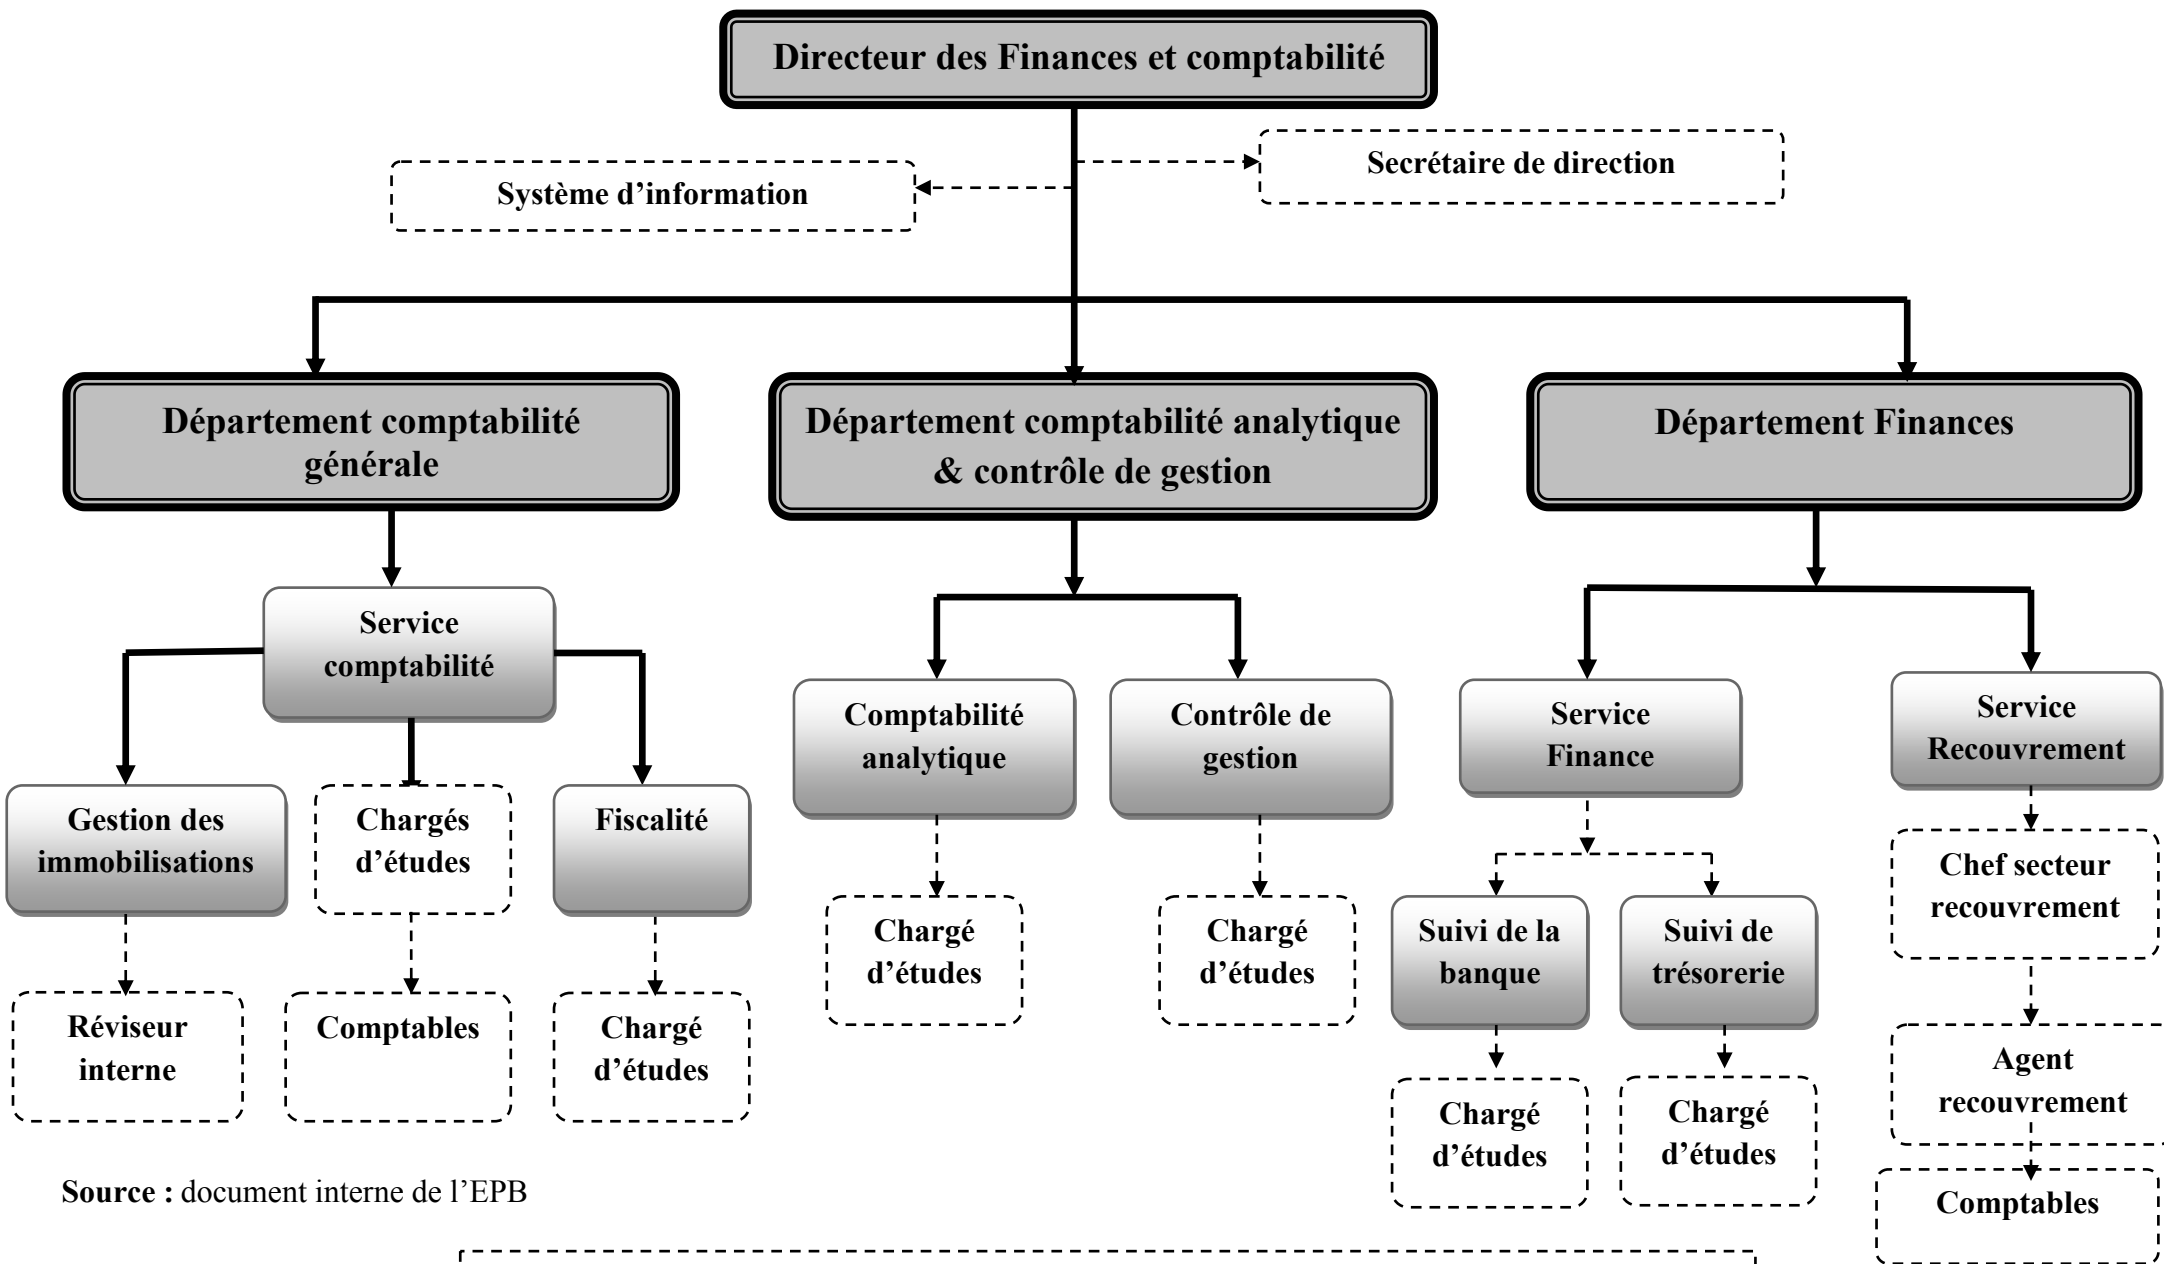 Directeur des Finances et comptabilité
Secrétaire de direction
Système d’information
Département comptabilité
générale
Département comptabilité analytique
& contrôle de gestion
Département Finances
Service
comptabilité
Comptabilité
analytique
Contrôle de
gestion
Service
Finance
Service
Recouvrement
Gestion des
immobilisations
Chargés
d’études
Fiscalité
Chargé
d’études
Chargé
d’études
Suivi de la
banque
Suivi de
trésorerie
Chef secteur
recouvrement
Réviseur
interne
Comptables
Chargé
d’études
Chargé
d’études
Chargé
d’études
Agent
recouvrement
Comptables
Source : document interne de l’EPB